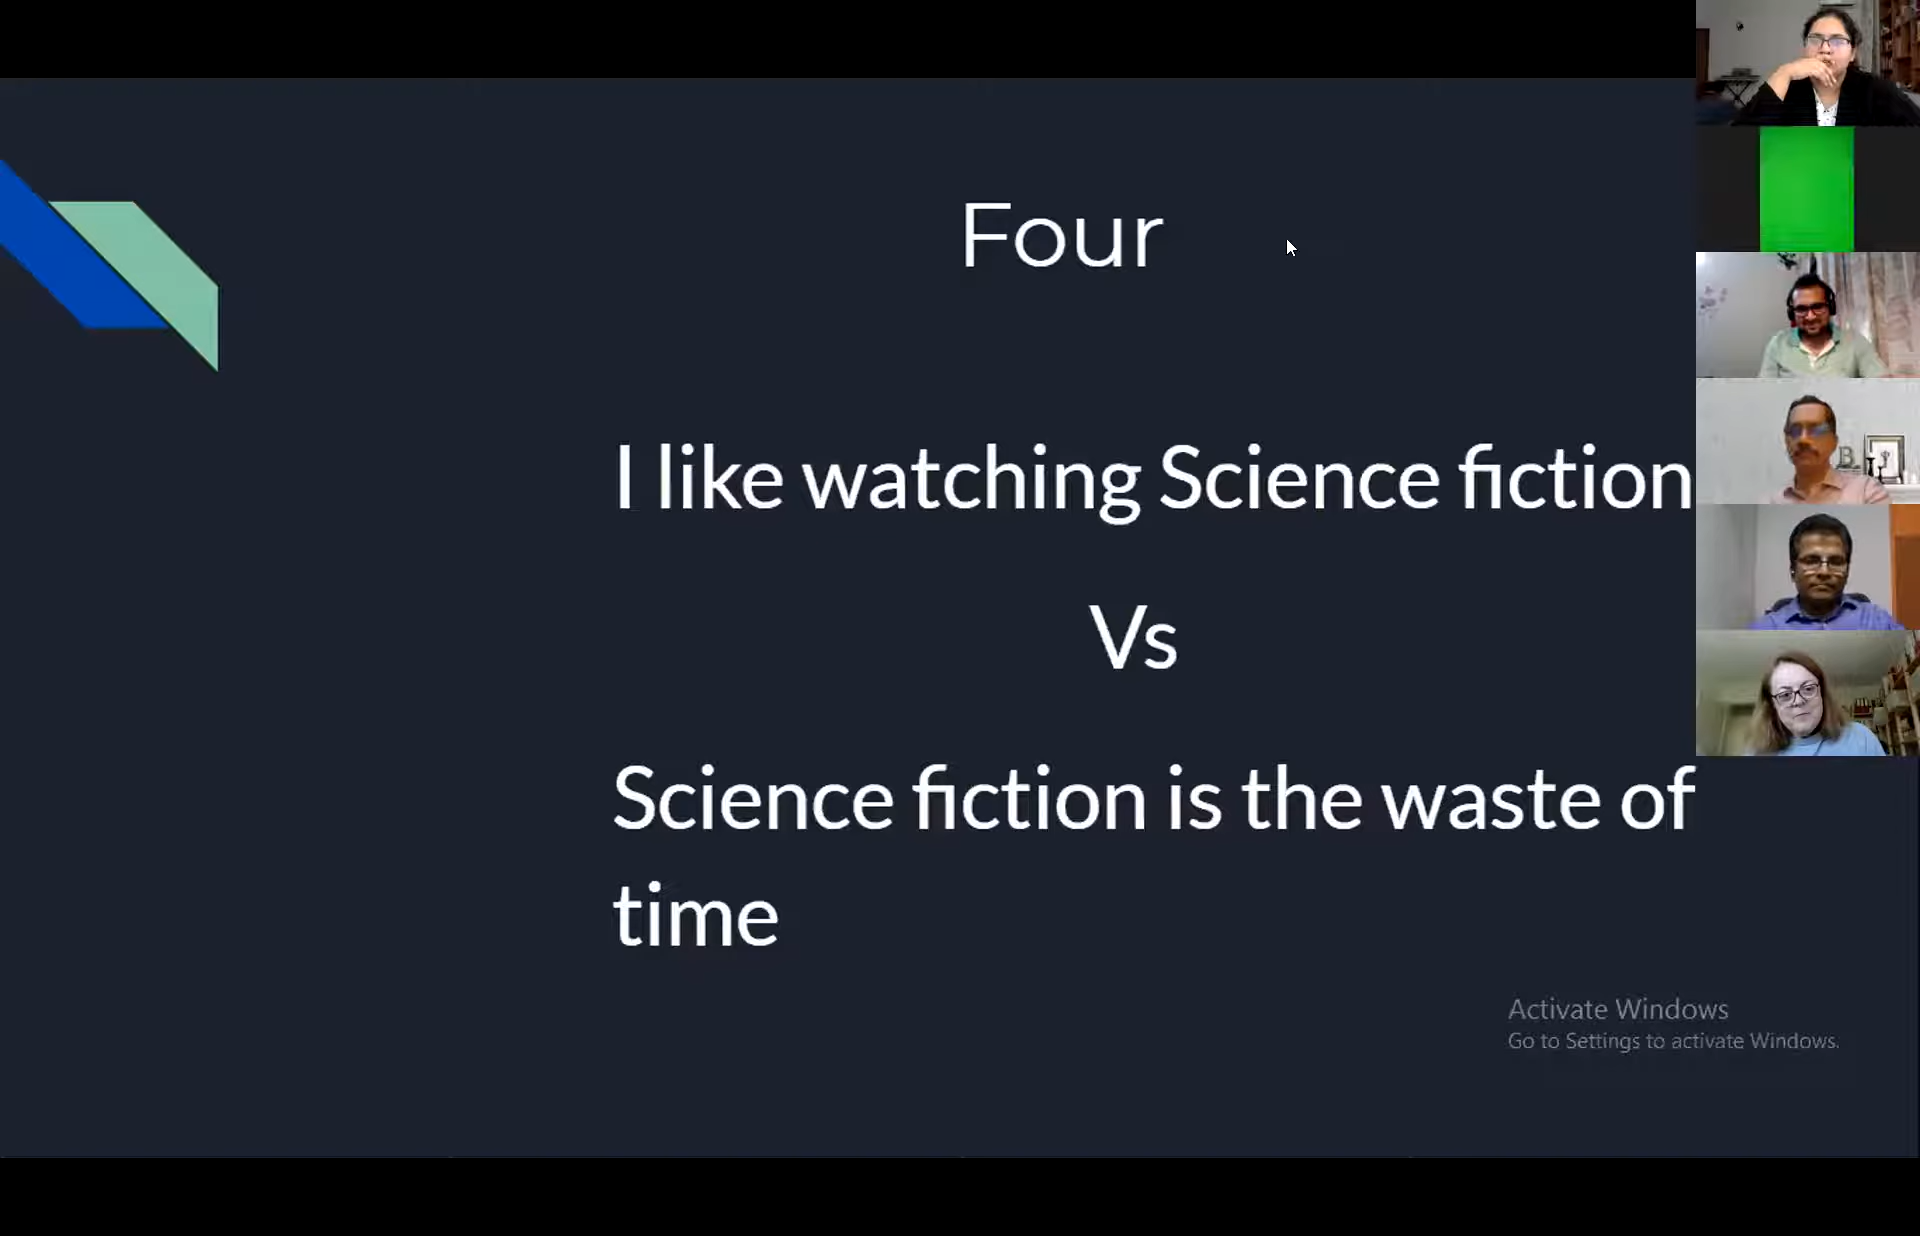 Four
I like watching Science fiction
Vs
Science fiction is the waste of
time
Activate Windows
Go to Settings to activate Windows.
B